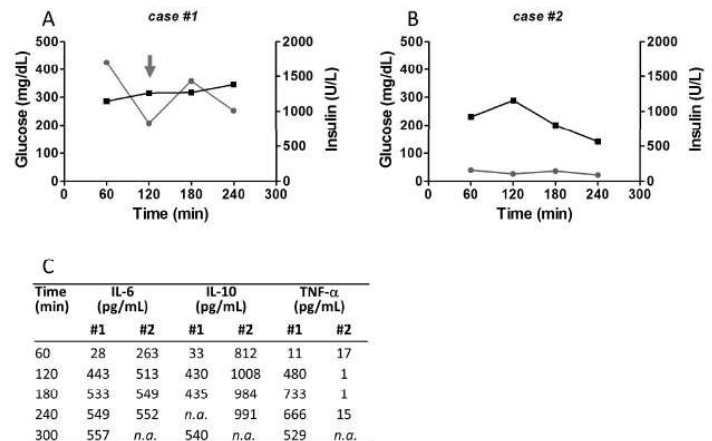 A
case #1
500
400
300
200
100
0
Glucose (mg/dL)
2000
1500
1000
500
0
Insulin (U/L)
0 60 120 180 240 300
Time (min)
B
case #2
500
400
300
200
100
0
Glucose (mg/dL)
2000
1500
1000
500
0
Insulin (U/L)
0 60 120 180 240 300
Time (min)
C
Time (min) IL-6 (pg/mL) IL-10 (pg/mL) TNF-α (pg/mL)
#1 #2 #1 #2 #1 #2
60 28 263 33 812 11 17
120 443 513 430 1008 480 1
180 533 549 435 984 733 1
240 549 552 n.a. 991 666 15
300 557 n.a. 540 n.a. 529 n.a.